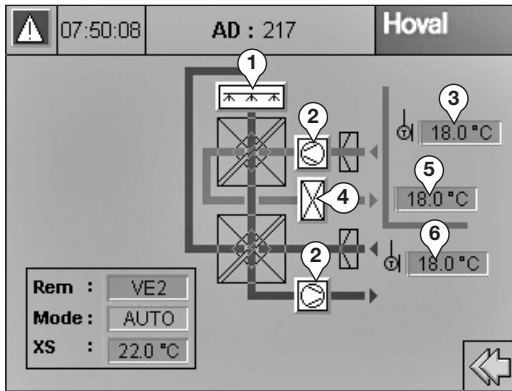 07:50:08 AD : 217 Hoval
1
2
3
18.0 °C
4
5
18.0 °C
6
18.0 °C
2
Rem : VE2
Mode : AUTO
XS : 22.0 °C